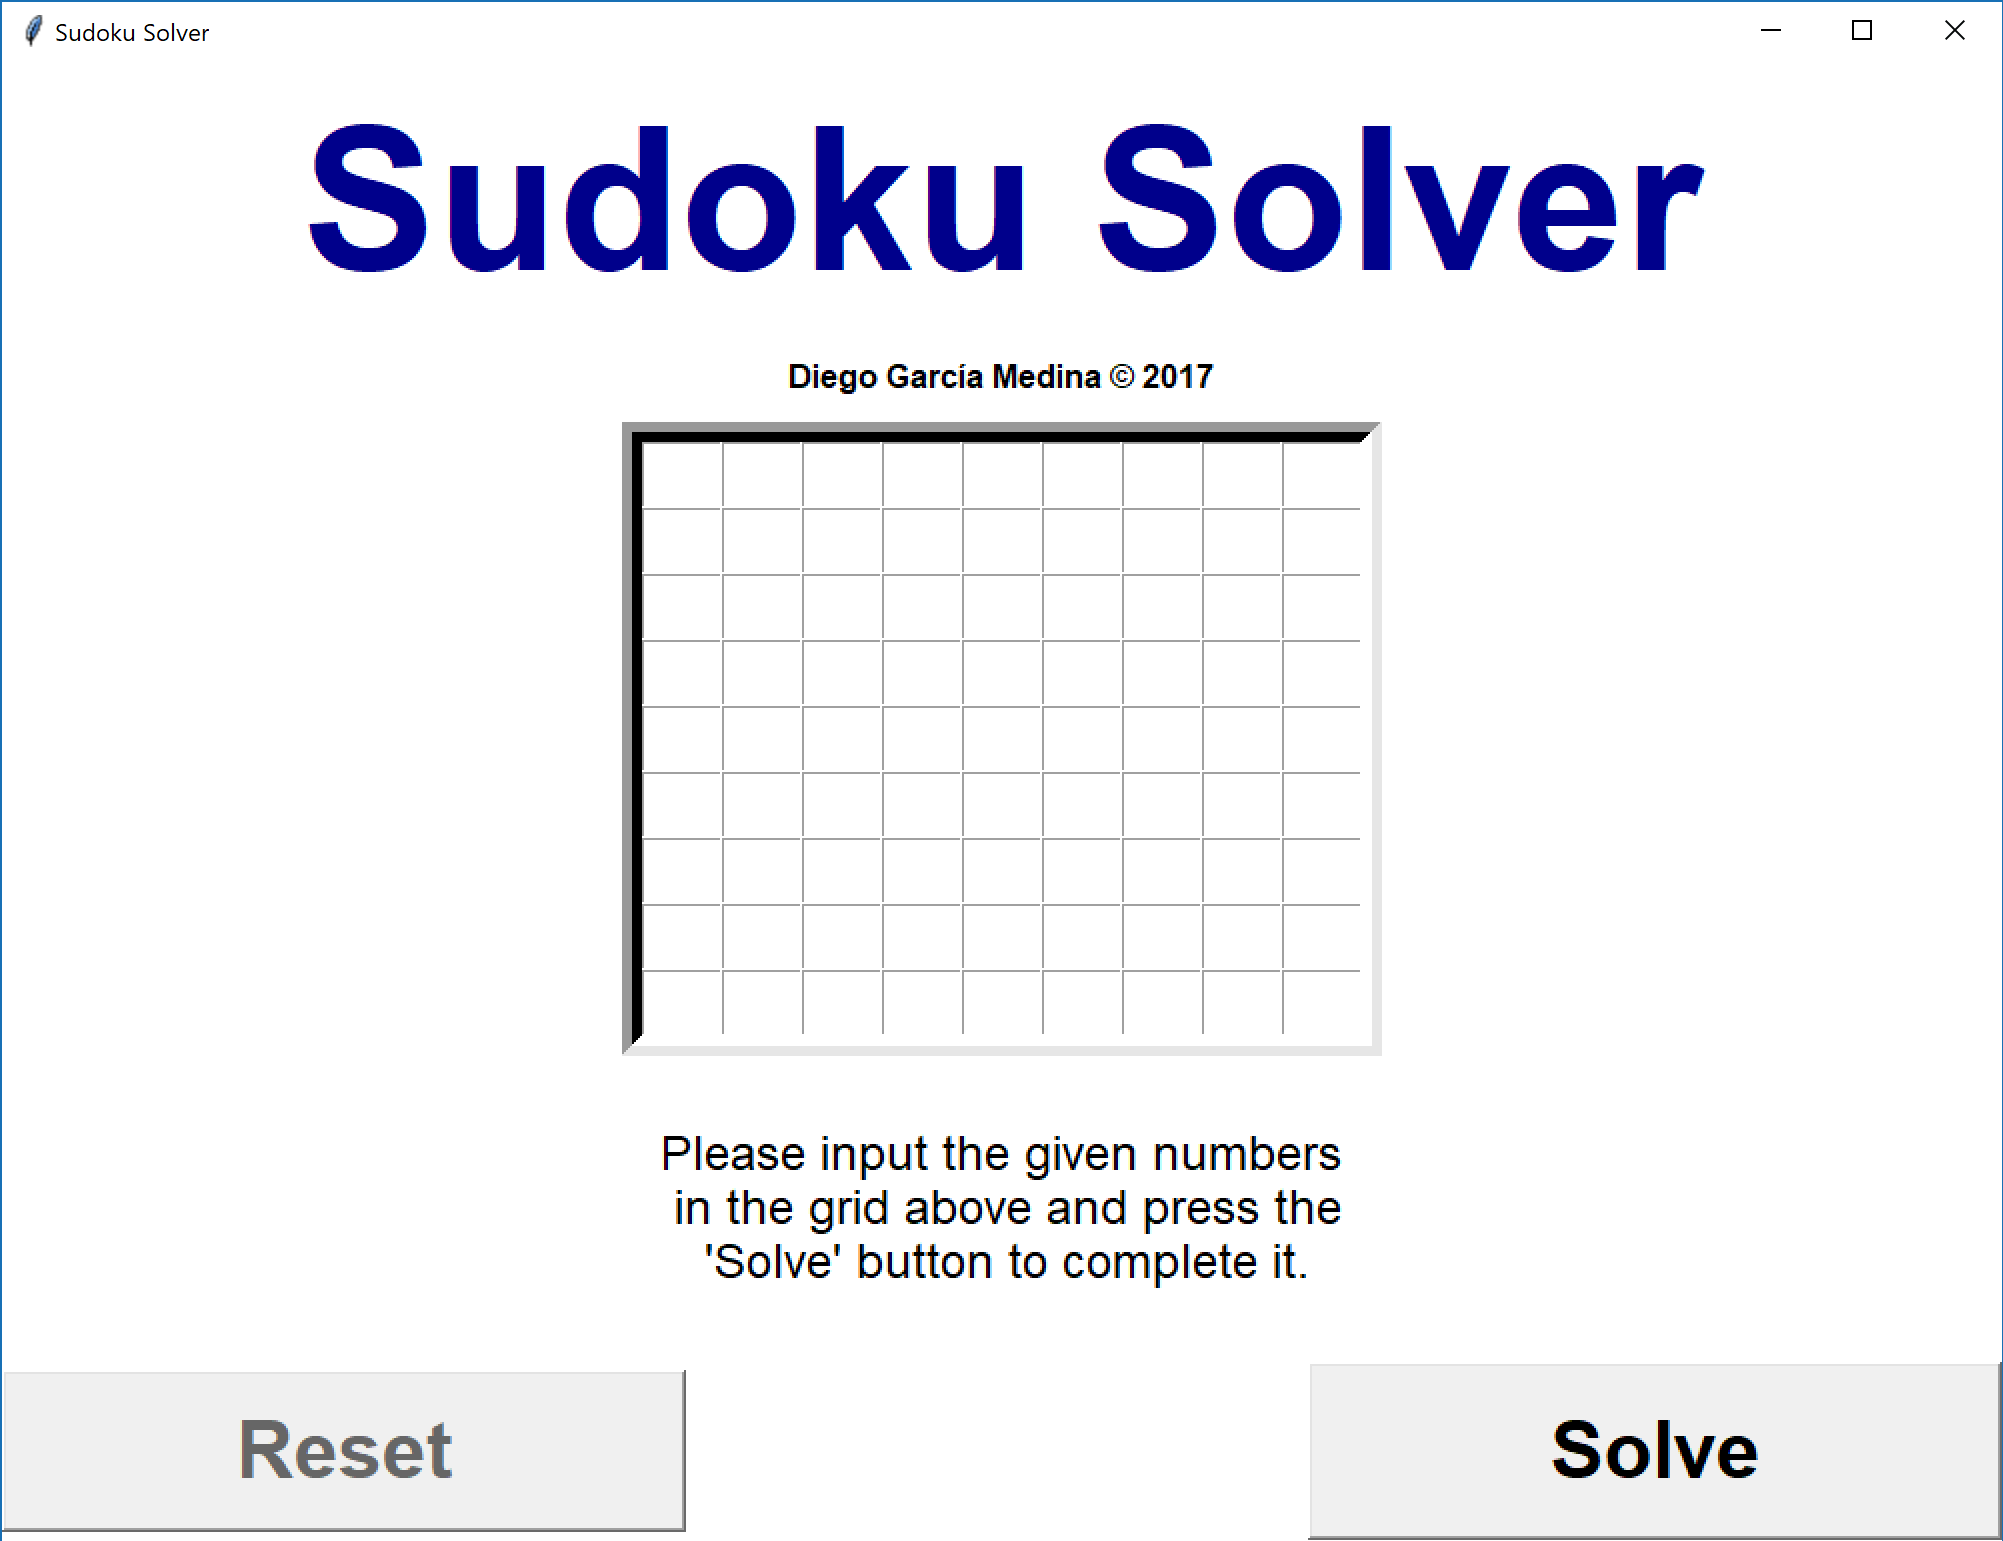 Sudoku Solver
Sudoku Solver
Diego García Medina © 2017
Please input the given numbers
in the grid above and press the
'Solve' button to complete it.
Reset
Solve